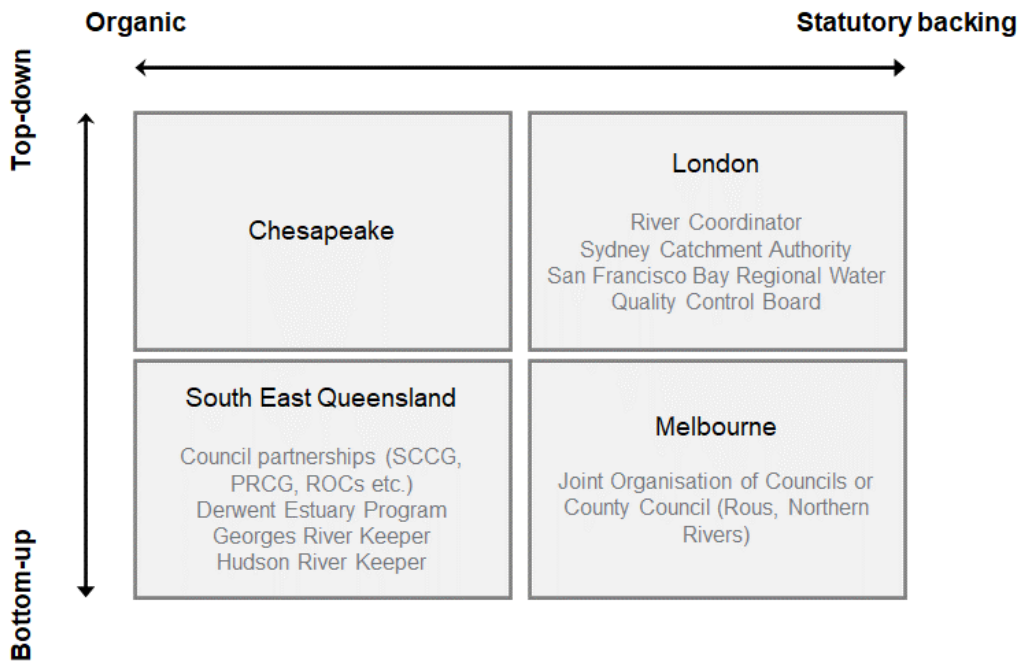 Organic
Statutory backing
Top-down
Chesapeake
London
River Coordinator
Sydney Catchment Authority
San Francisco Bay Regional Water
Quality Control Board
Bottom-up
South East Queensland
Council partnerships (SCCG,
PRCG, ROCs etc.)
Derwent Estuary Program
Georges River Keeper
Hudson River Keeper
Melbourne
Joint Organisation of Councils or
County Council (Rous, Northern
Rivers)